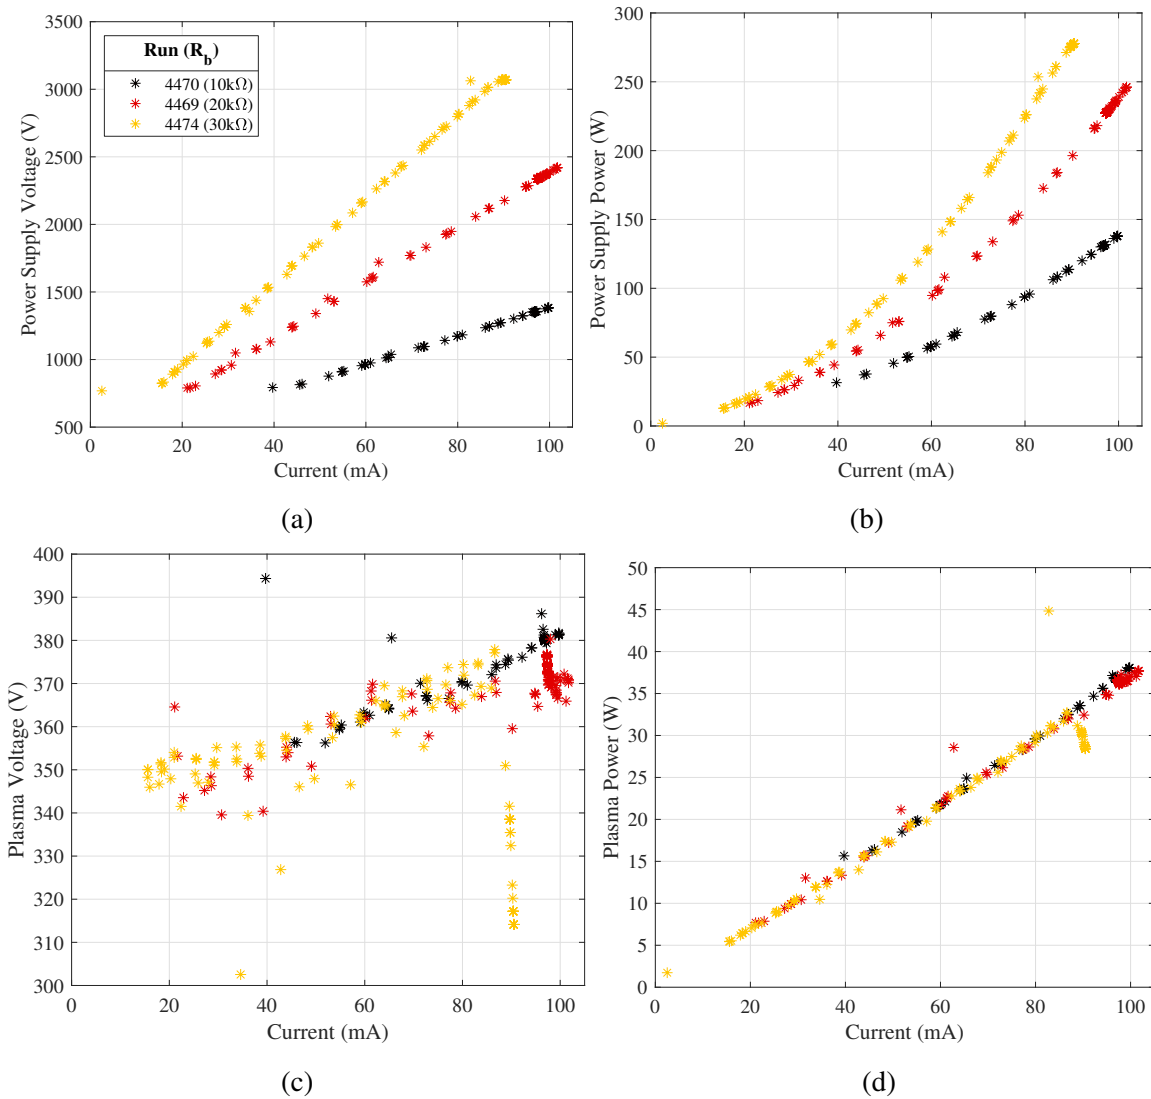 3500
3000
2500
2000
1500
1000
500
Power Supply Voltage (V)
Run (R_b)
4470 (10kΩ)
4469 (20kΩ)
4474 (30kΩ)
0 20 40 60 80 100
Current (mA)
(a)
300
250
200
150
100
50
0
Power Supply Power (W)
0 20 40 60 80 100
Current (mA)
(b)
400
390
380
370
360
350
340
330
320
310
300
Plasma Voltage (V)
0 20 40 60 80 100
Current (mA)
(c)
50
45
40
35
30
25
20
15
10
5
0
Plasma Power (W)
0 20 40 60 80 100
Current (mA)
(d)